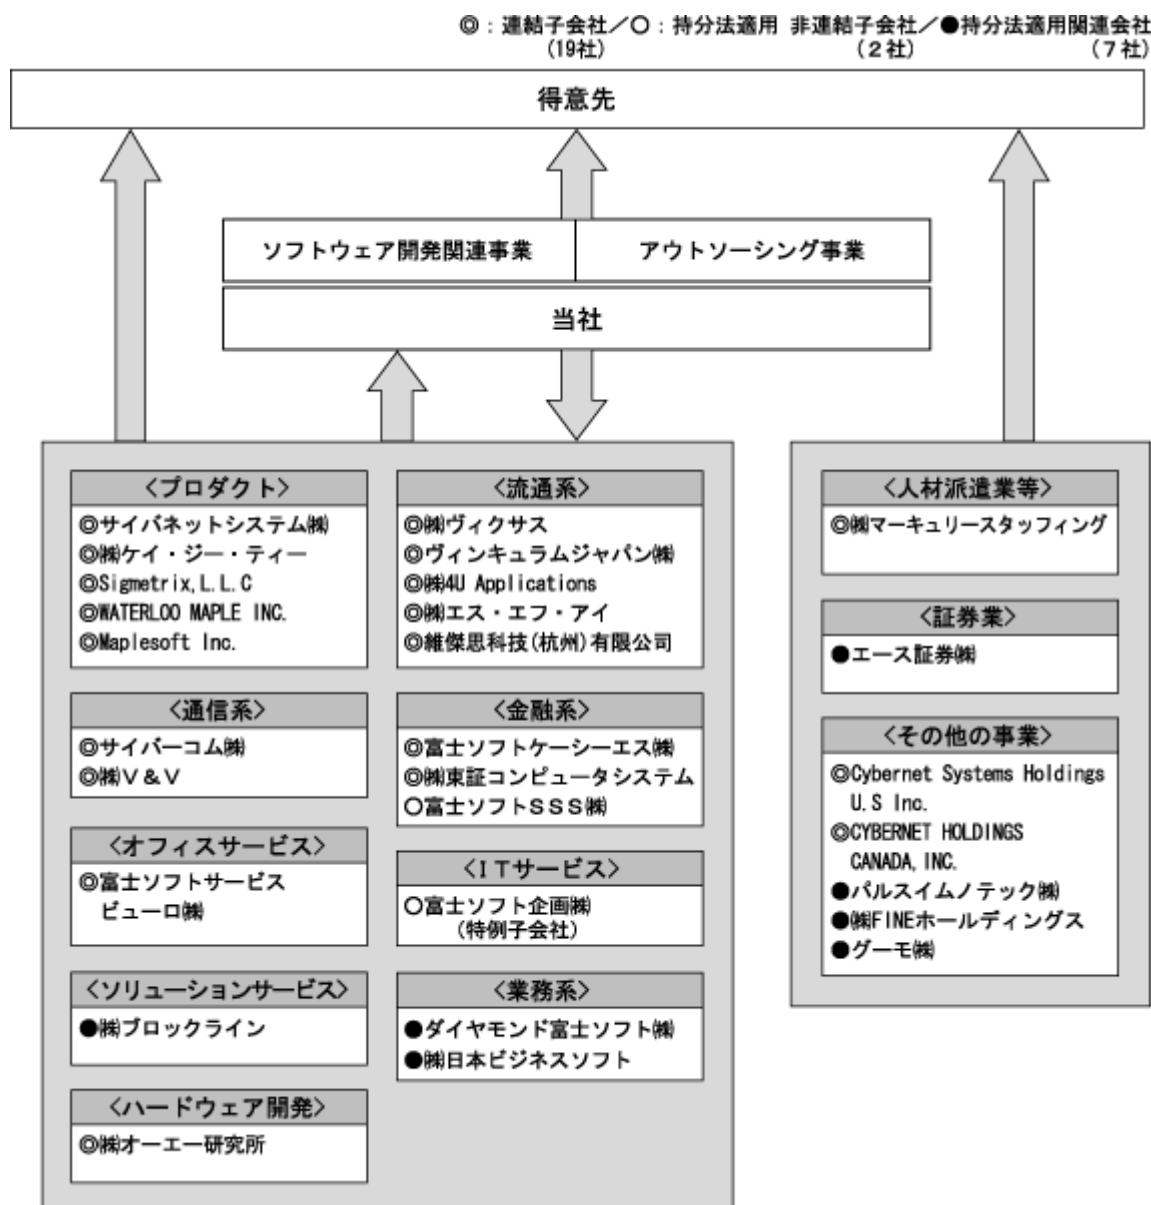 ◎：連結子会社／○：持分法適用 非連結子会社／●持分法適用関連会社
(19社) (2社) (7社)
得意先
ソフトウェア開発関連事業 アウトソーシング事業
当社
〈プロダクト〉
◎サイバネットシステム㈱
◎㈱ケイ・ジー・ティー
◎Sigmetrix,L.L.C
◎WATERLOO MAPLE INC.
◎Maplesoft Inc.
〈通信系〉
◎サイバーコム㈱
◎㈱Ｖ＆Ｖ
〈オフィスサービス〉
◎富士ソフトサービス
ビューロ㈱
〈ソリューションサービス〉
●㈱ブロックライン
〈ハードウェア開発〉
◎㈱オーエー研究所
〈流通系〉
◎㈱ヴィクサス
◎ヴィンキュラムジャパン㈱
◎㈱4U Applications
◎㈱エス・エフ・アイ
◎維傑思科技(杭州)有限公司
〈金融系〉
◎富士ソフトケーシーエス㈱
◎㈱東証コンピュータシステム
○富士ソフトＳＳＳ㈱
〈ＩＴサービス〉
○富士ソフト企画㈱
(特例子会社)
〈業務系〉
●ダイヤモンド富士ソフト㈱
●㈱日本ビジネスソフト
〈人材派遣業等〉
◎㈱マーキュリースタッフィング
〈証券業〉
●エース証券㈱
〈その他の事業〉
◎Cybernet Systems Holdings
U.S Inc.
◎CYBERNET HOLDINGS
CANADA, INC.
●パルスイムノテック㈱
●㈱FINEホールディングス
●グーモ㈱